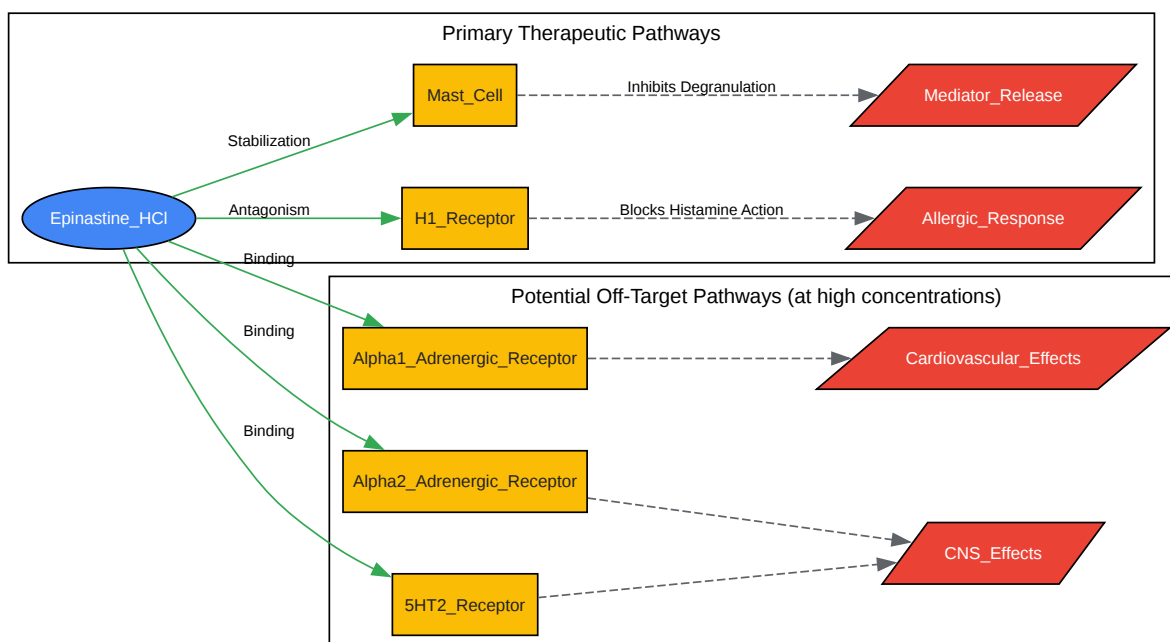 Primary Therapeutic Pathways
Mast_Cell
Inhibits Degranulation
Mediator_Release
Stabilization
Epinastine_HCl
Antagonism
H1_Receptor
Blocks Histamine Action
Allergic_Response
Binding
Potential Off-Target Pathways (at high concentrations)
Binding
Alpha1_Adrenergic_Receptor
Cardiovascular_Effects
Binding
Alpha2_Adrenergic_Receptor
CNS_Effects
5HT2_Receptor